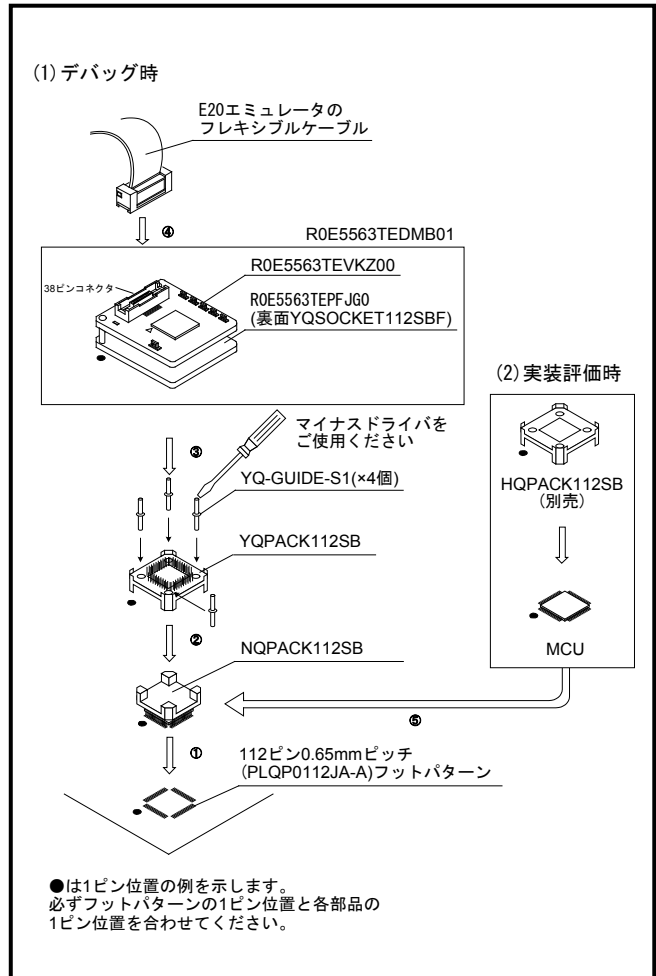 (1)デバッグ時
E20エミュレータの
フレキシブルケーブル
④
R0E5563TEDMB01
R0E5563TEVKZ00
38ピンコネクタ
R0E5563TEPFJG0
(裏面YQSOCKET112SBF)
③
マイナスドライバを
ご使用ください
YQ-GUIDE-S1(×4個)
YQPACK112SB
②
NQPACK112SB
①
112ピン0.65mmピッチ
(PLQP0112JA-A)フットパターン
(2)実装評価時
HQPACK112SB
(別売)
MCU
⑤
●は1ピン位置の例を示します。
必ずフットパターンの1ピン位置と各部品の
1ピン位置を合わせてください。